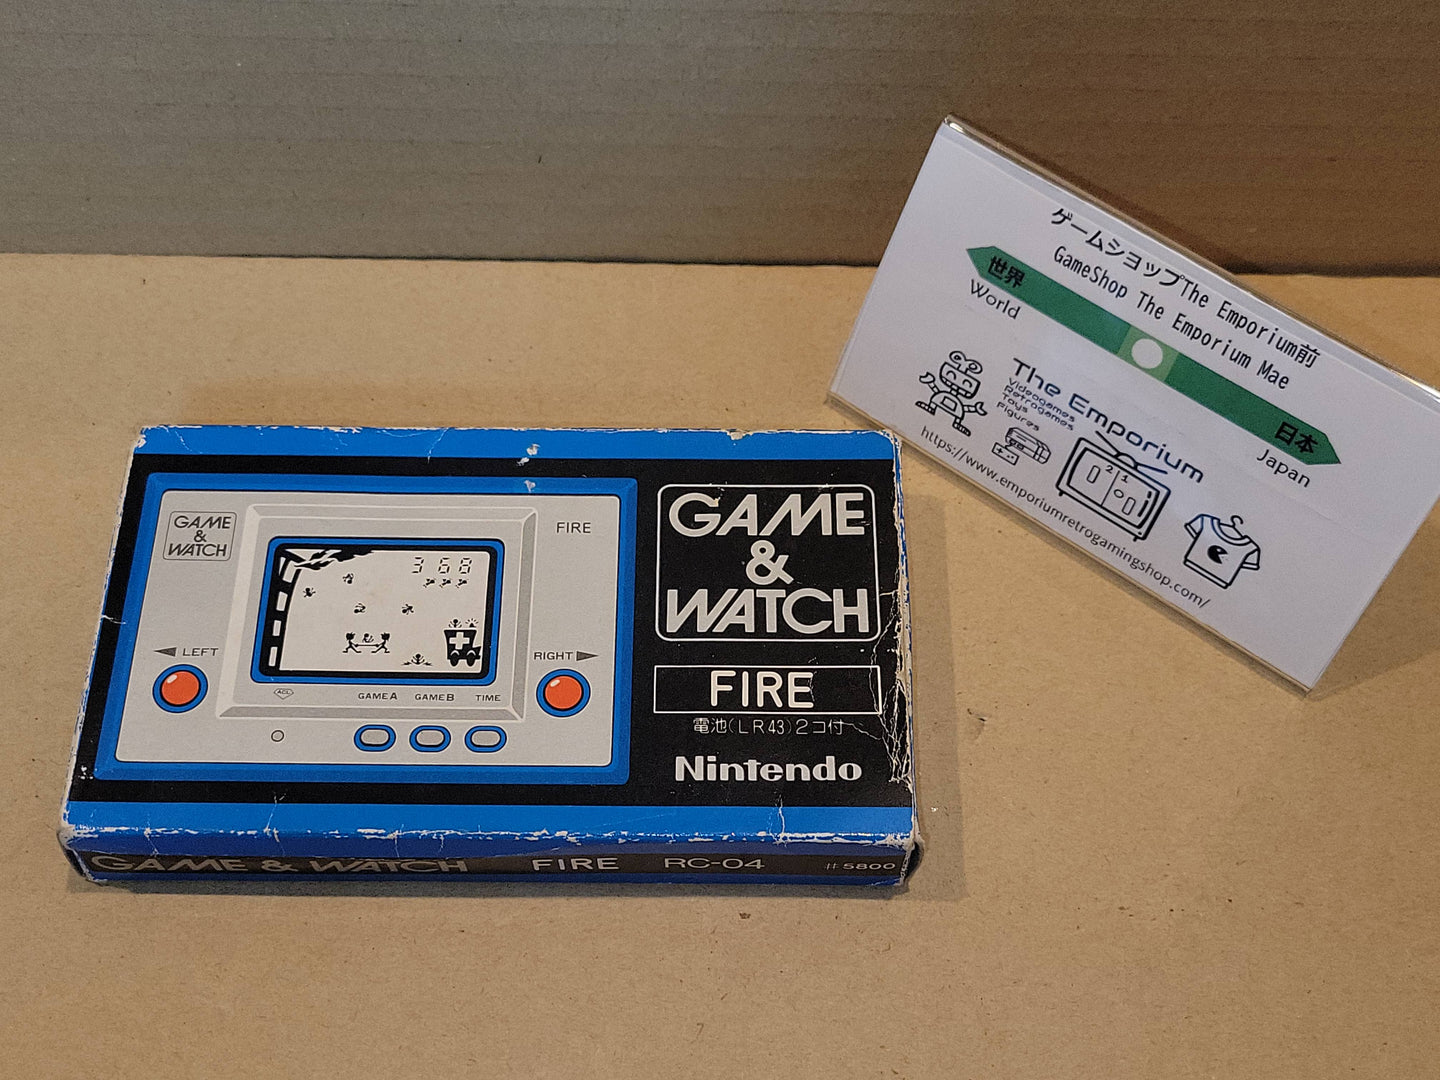 GAME
&
WATCH
FIRE
368
LEFT
RIGHT
ACL
GAME A
GAME B
TIME
GAME
&
WATCH
FIRE
電池(LR43)2コ付
Nintendo
GAME & WATCH FIRE RC-04 #5800
ゲームショップThe Emporium前
GameShop The Emporium Mae
世界
World
日本
Japan
The Emporium
Videogames
Retrogames
Toys
Figures
2
1
https://www.emporiumretrogamingshop.com/